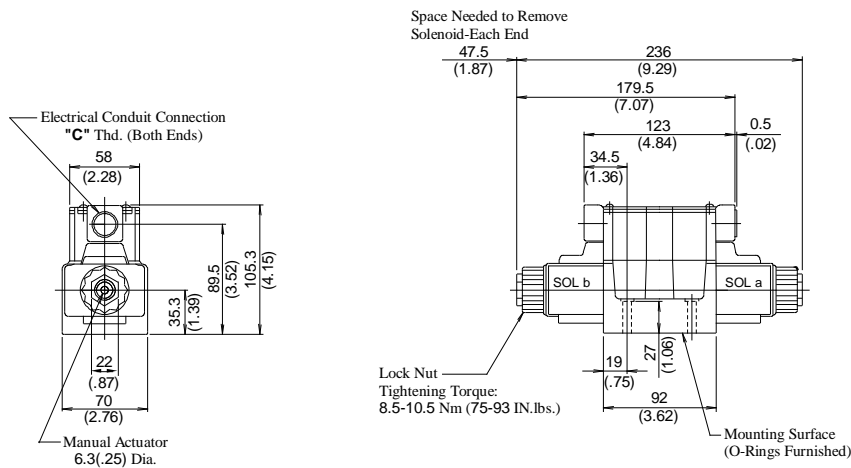 Space Needed to Remove
Solenoid-Each End
47.5
(1.87)
236
(9.29)
179.5
(7.07)
123
(4.84)
0.5
(.02)
34.5
(1.36)
Electrical Conduit Connection
"C" Thd. (Both Ends)
58
(2.28)
35.3
(1.39)
89.5
(3.52)
105.3
(4.15)
22
(.87)
70
(2.76)
Manual Actuator
6.3(.25) Dia.
SOL b
SOL a
Lock Nut
Tightening Torque:
8.5-10.5 Nm (75-93 IN.lbs.)
19
(.75)
27
(1.06)
92
(3.62)
Mounting Surface
(O-Rings Furnished)